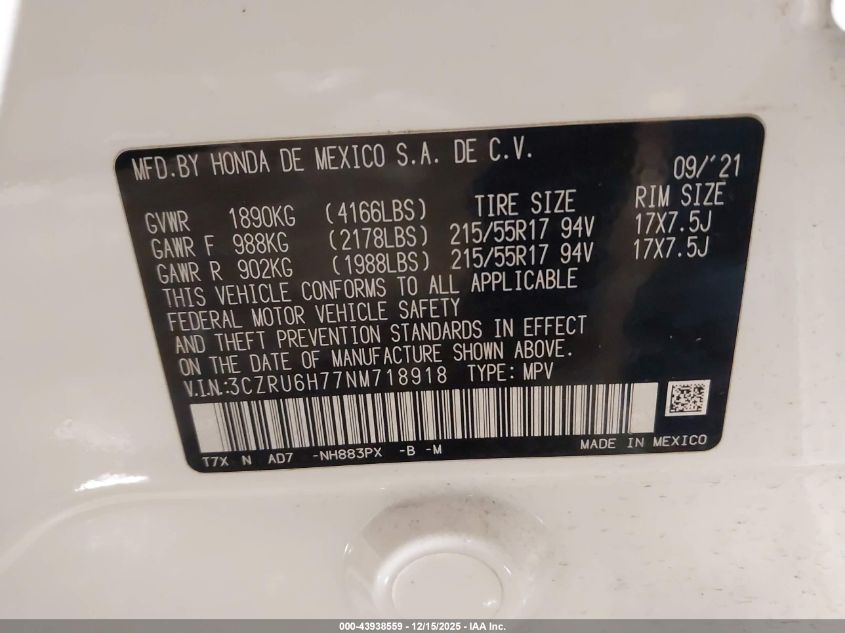 MFD.BY HONDA DE MEXICO S.A. DE C.V. 09/'21
GVWR 1890KG (4166LBS) TIRE SIZE RIM SIZE
GAWR F 988KG (2178LBS) 215/55R17 94V 17X7.5J
GAWR R 902KG (1988LBS) 215/55R17 94V 17X7.5J
THIS VEHICLE CONFORMS TO ALL APPLICABLE
FEDERAL MOTOR VEHICLE SAFETY
AND THEFT PREVENTION STANDARDS IN EFFECT
ON THE DATE OF MANUFACTURE SHOWN ABOVE.
V.I.N.:3CZRU6H77NM718918 TYPE: MPV
T7X N AD7 -NH883PX -B -M MADE IN MEXICO
000-43938559 - 12/15/2025 - IAA Inc.